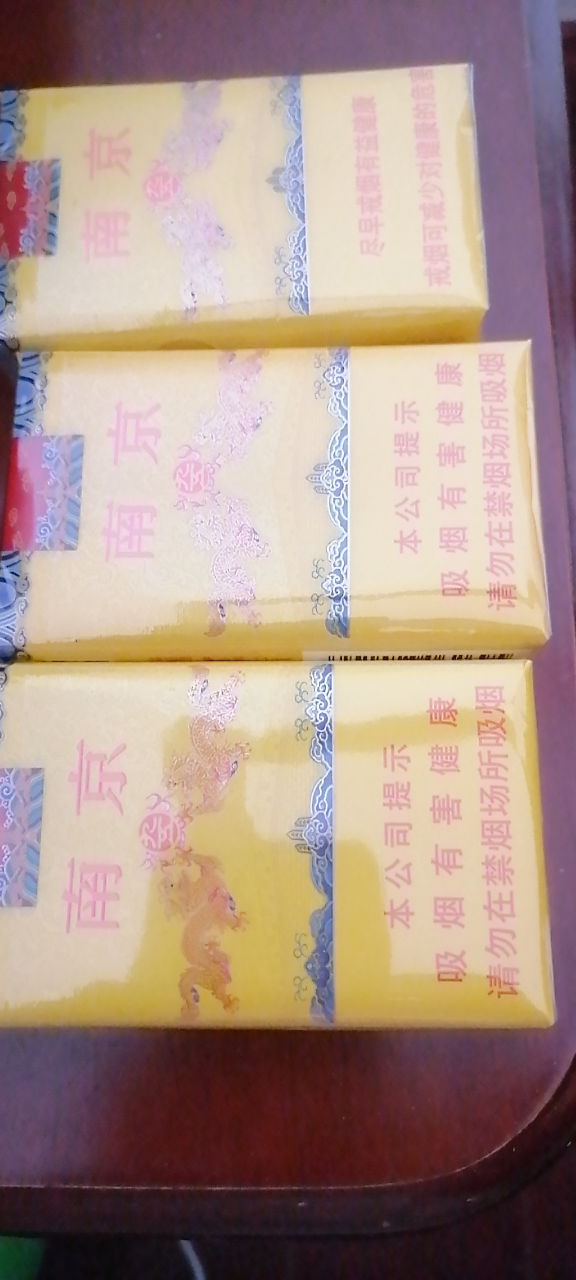 南京
尽早戒烟有益健康
戒烟可减少对健康的危害
南京
本公司提示
吸烟有害健康
请勿在禁烟场所吸烟
南京
本公司提示
吸烟有害健康
请勿在禁烟场所吸烟